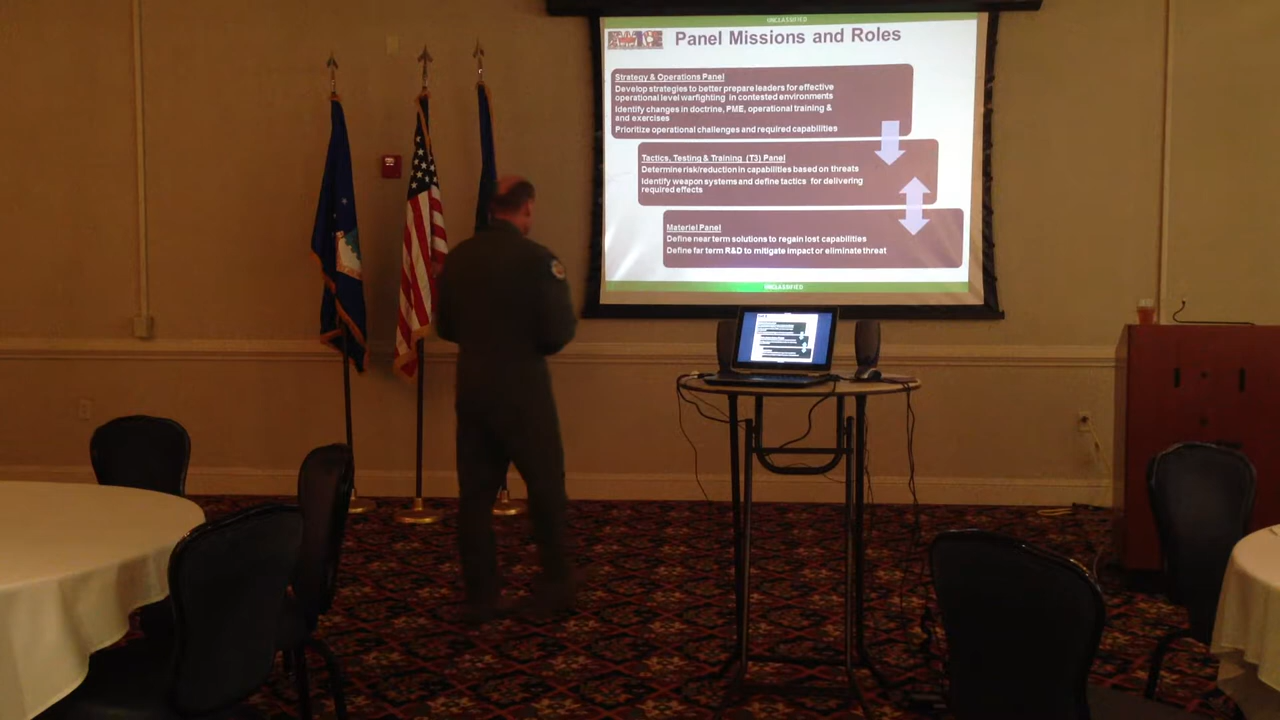 UNCLASSIFIED
Panel Missions and Roles
Strategy & Operations Panel
Develop strategies to better prepare leaders for effective
operational level warfighting in contested environments
Identify changes in doctrine, PME, operational training &
and exercises
Prioritize operational challenges and required capabilities
Tactics, Testing & Training (T3) Panel
Determine risk/reduction in capabilities based on threats
Identify weapon systems and define tactics for delivering
required effects
Materiel Panel
Define near term solutions to regain lost capabilities
Define far term R&D to mitigate impact or eliminate threat
UNCLASSIFIED